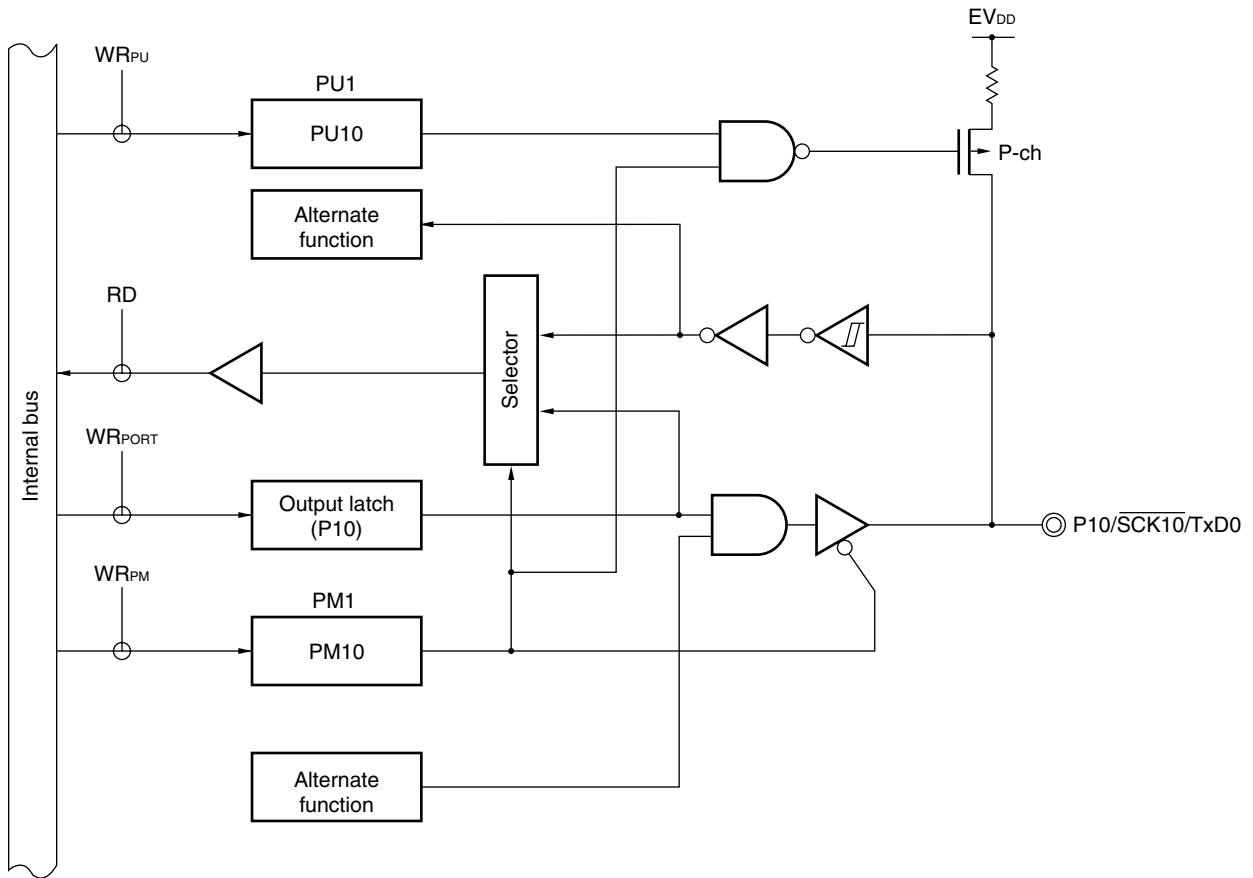 EVDD
WRPU
PU1
PU10
P-ch
Alternate
function
RD
Selector
Internal bus
WRPORT
Output latch
(P10)
P10/SCK10/TxD0
WRPM
PM1
PM10
Alternate
function